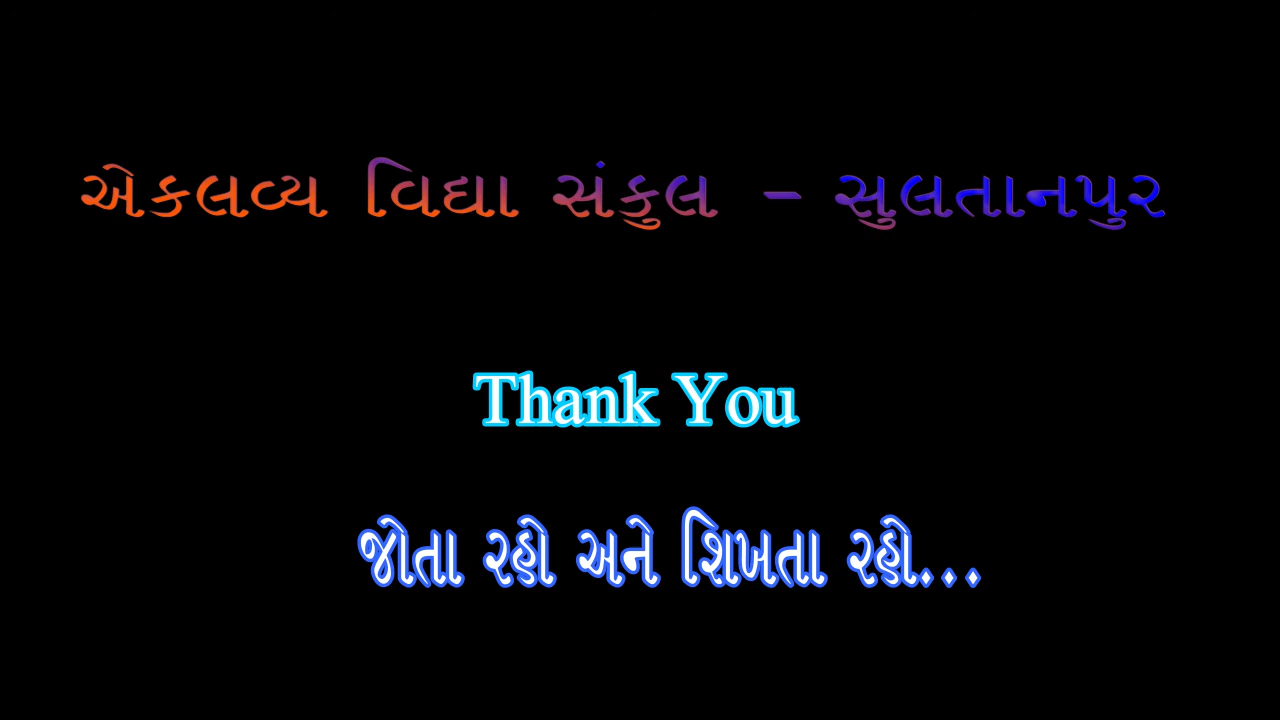 એકલવ્ય વિદ્યા સંકુલ - સુલતાનપુર
Thank You
જોતા રહો અને શિખતા રહો...